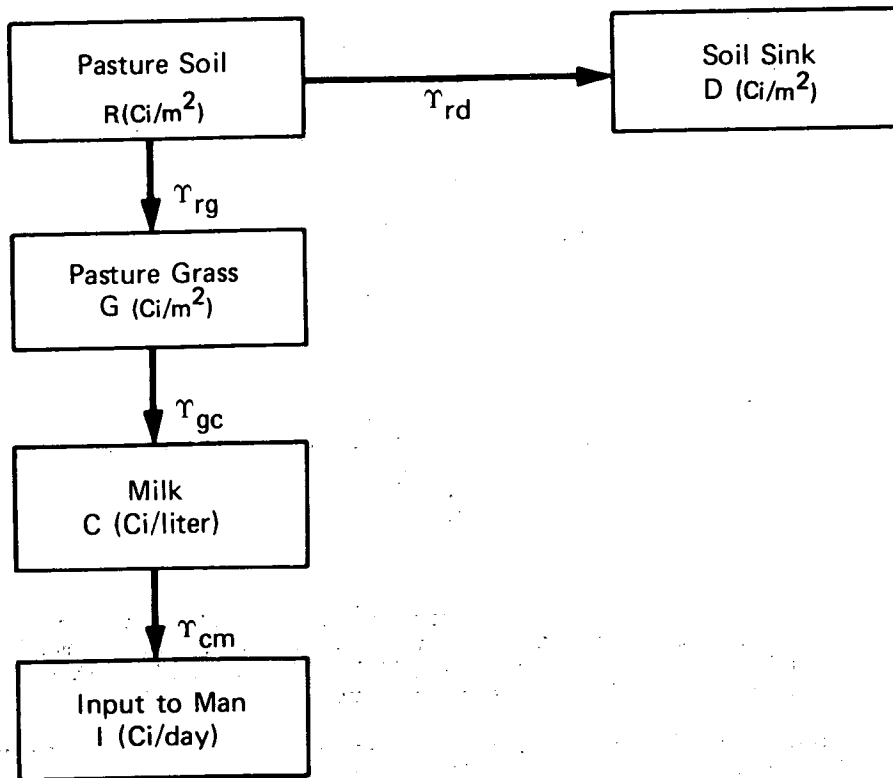 Pasture Soil
R(Ci/m²)
ϒrd
Soil Sink
D (Ci/m²)
ϒrg
Pasture Grass
G (Ci/m²)
ϒgc
Milk
C (Ci/liter)
ϒcm
Input to Man
I (Ci/day)